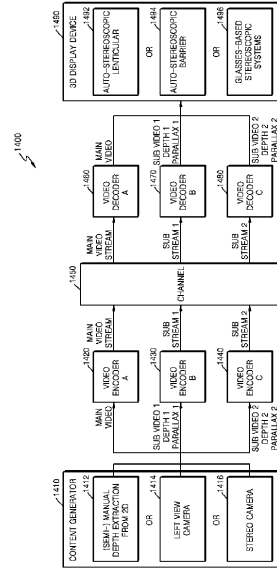 1400
1410
CONTENT GENERATOR
1412
(SEMI-) MANUAL
DEPTH EXTRACTION
FROM 2D
OR
1414
LEFT VIEW
CAMERA
OR
1416
STEREO CAMERA
MAIN
VIDEO
SUB VIDEO 1
DEPTH 1
PARALLAX 1
SUB VIDEO 2
DEPTH 2
PARALLAX 2
1420
VIDEO
ENCODER
A
1430
VIDEO
ENCODER
B
1440
VIDEO
ENCODER
C
MAIN
VIDEO
STREAM
SUB
STREAM 1
SUB
STREAM 2
1450
CHANNEL
MAIN
VIDEO
STREAM
SUB
STREAM 1
SUB
STREAM 2
1460
VIDEO
DECODER
A
1470
VIDEO
DECODER
B
1480
VIDEO
DECODER
C
MAIN
VIDEO
SUB VIDEO 1
DEPTH 1
PARALLAX 1
SUB VIDEO 2
DEPTH 2
PARALLAX 2
1490
3D DISPLAY DEVICE
1492
AUTO-STEREOSCOPIC
LENTICULAR
OR
1494
AUTO-STEREOSCOPIC
BARRIER
OR
1496
GLASSES-BASED
STEREOSCOPIC
SYSTEMS